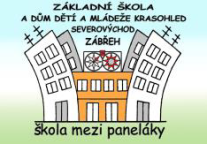 ZÁKLADNÍ ŠKOLA
A DŮM DĚTÍ A MLÁDEŽE KRASOHLED
SEVEROVÝCHOD
ZÁBŘEH
škola mezi paneláky